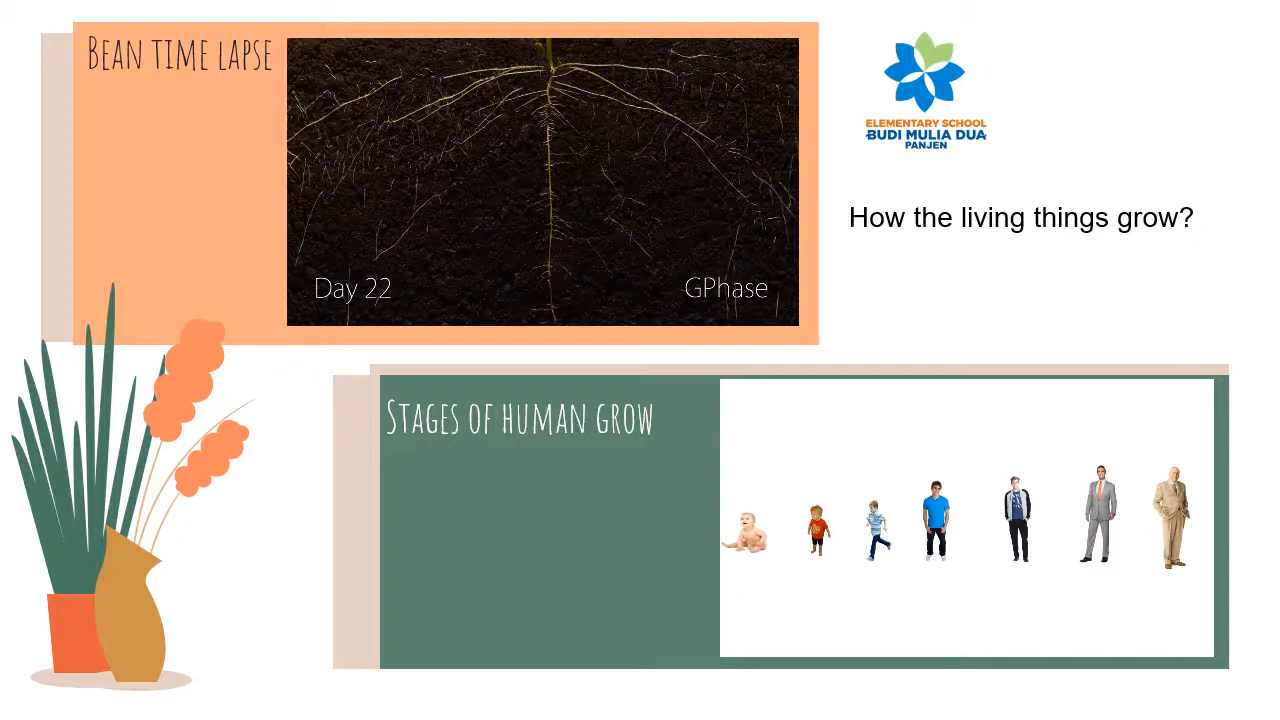 BEAN TIME LAPSE
Day 22
GPhase
ELEMENTARY SCHOOL
BUDI MULIA DUA
PANJEN
How the living things grow?
STAGES OF HUMAN GROW